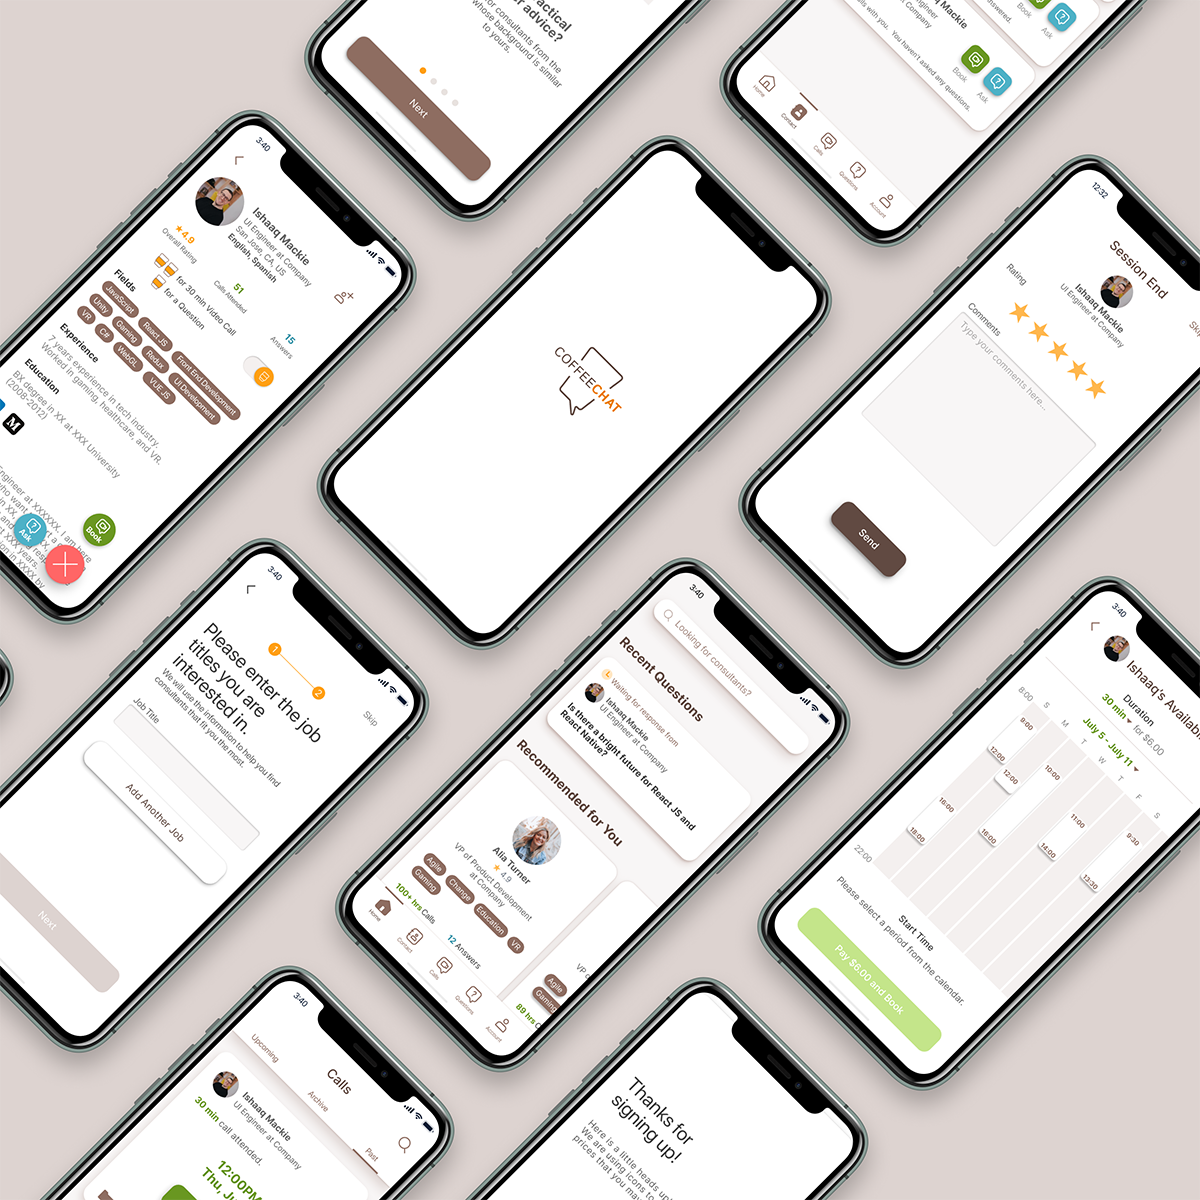 actical
r advice?
or consultants from the
whose background is similar
to yours.
Next
Mackie
UI Engineer
at Company
Book
Ask
answered.
Book
Ask
calls with you. You haven't asked any questions.
Home
Contact
Calls
Questions
Account
3:40
Ishaaq Mackie
UI Engineer at Company
San Jose, CA, US
English, Spanish
4.9
Overall Rating
51
Calls Attended
15
Answers
for 30 min Video Call
for a Question
Fields
JavaScript
React JS
Front End Development
Unity
Gaming
Redux
UI Development
VR
C#
WebGL
VUE JS
Experience
7 years experience in tech industry.
Worked in gaming, healthcare, and VR.
Education
BX degree in XX at XXX University
(2008-2012)
M
Ask
Book
COFFEECHAT
12:32
Session End
Skip
Ishaaq Mackie
UI Engineer
at Company
Rating
Comments
Type your comments here...
Send
3:40
1
2
Skip
Please enter the job
titles you are
interested in.
We will use the information to help you find
consultants that fit you the most.
Job Title
Add Another Job
Next
3:40
Looking for consultants?
Recent Questions
Waiting for response from
Ishaaq Mackie
UI Engineer
at Company
Is there a bright future for React JS and
React Native?
Recommended for You
Alia Turner
VP of Product Development
at Company
4.9
Agile
Change
Education
VR
Gaming
100+ hrs Calls
12 Answers
VP
Agile
Gaming
89 hrs
Home
Contact
Calls
Questions
Account
3:40
Ishaaq's Availabl
Duration
30 min
for $6.00
July 5 - July 11
S
M
T
W
T
F
S
8:00
9:00
12:00
12:00
10:00
16:00
18:00
16:00
11:00
14:00
9:30
13:30
22:00
Start Time
Please select a period from the calendar.
Pay $6.00 and Book
3:40
Calls
Upcoming
Archive
Past
Ishaaq Mackie
UI Engineer
at Company
30 min call attended.
12:00PM
Thu, Ju
Thanks for
signing up!
Here is a little heads up!
We are using icons to
prices that you may